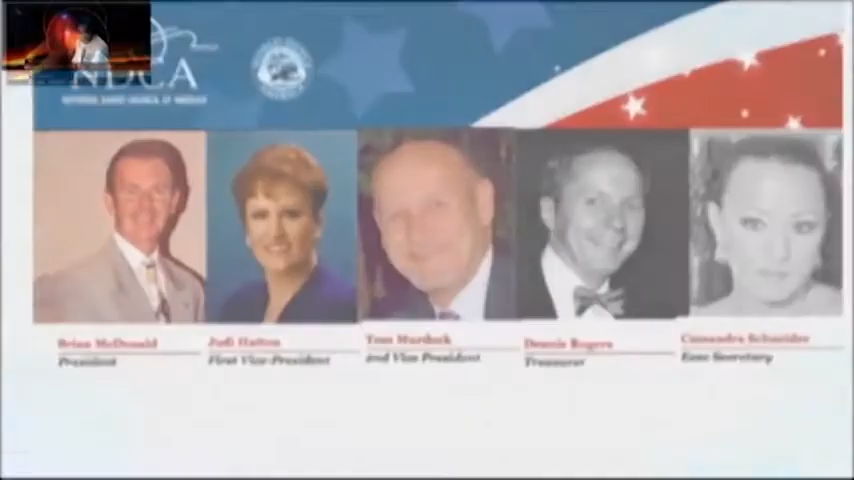 NDCA
NATIONAL DANCE COUNCIL OF AMERICA
Brian McDonald
President
Judi Hatton
First Vice-President
Tom Murdock
2nd Vice President
Dennis Rogers
Treasurer
Cassandra Schneider
Exec Secretary